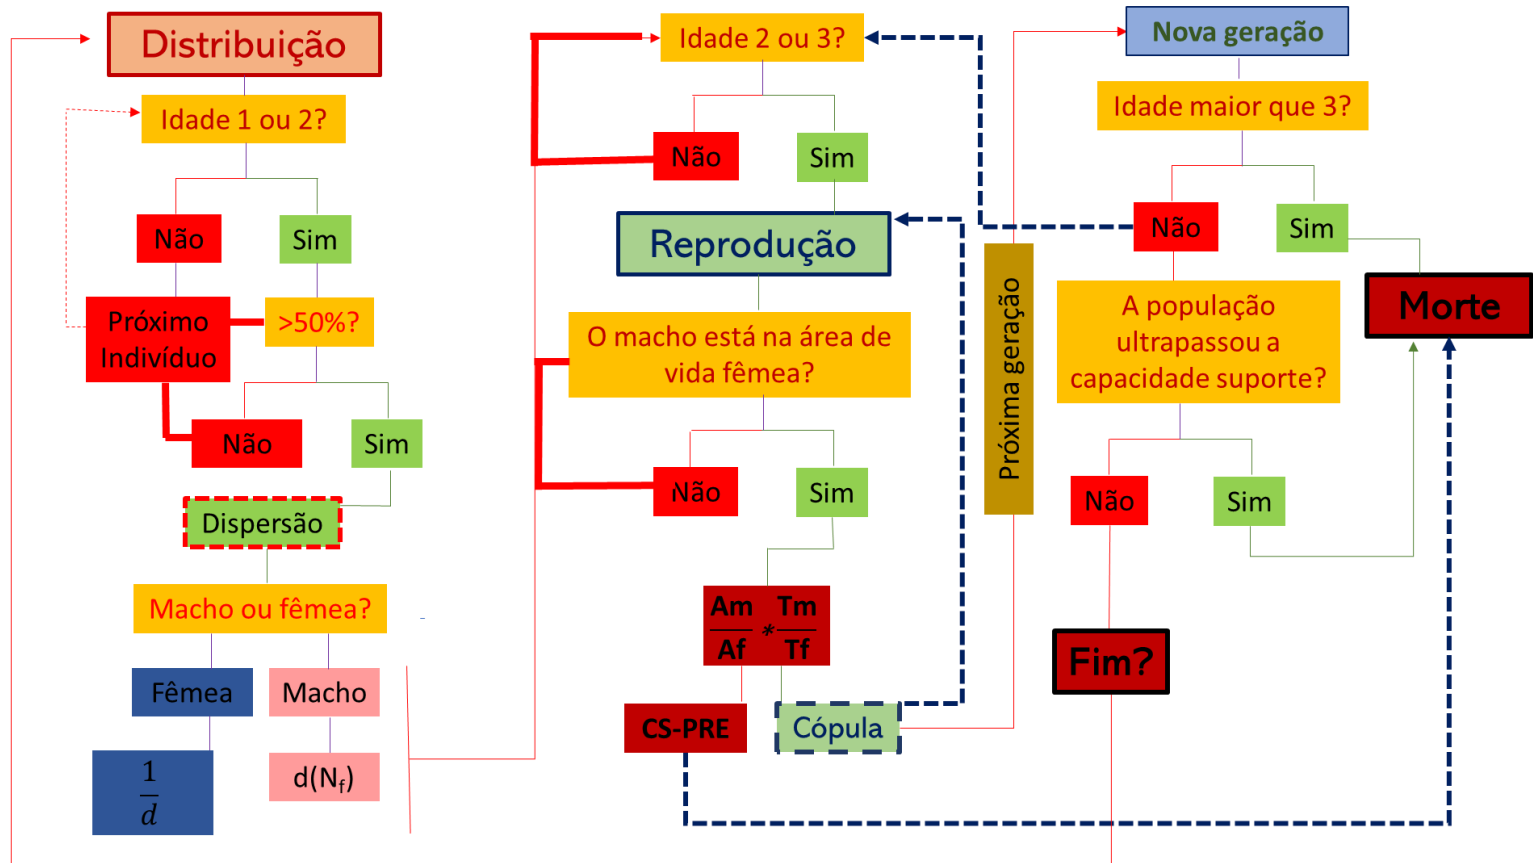 Distribuição
Idade 1 ou 2?
Não
Sim
Próximo
Indivíduo
>50%?
Não
Sim
Dispersão
Macho ou fêmea?
Fêmea
Macho
1
d
d(Nf)
Idade 2 ou 3?
Não
Sim
Reprodução
O macho está na área de
vida fêmea?
Não
Sim
Am Tm
*
Af Tf
CS-PRE
Cópula
Próxima geração
Nova geração
Idade maior que 3?
Não
Sim
Morte
A população
ultrapassou a
capacidade suporte?
Não
Sim
Fim?